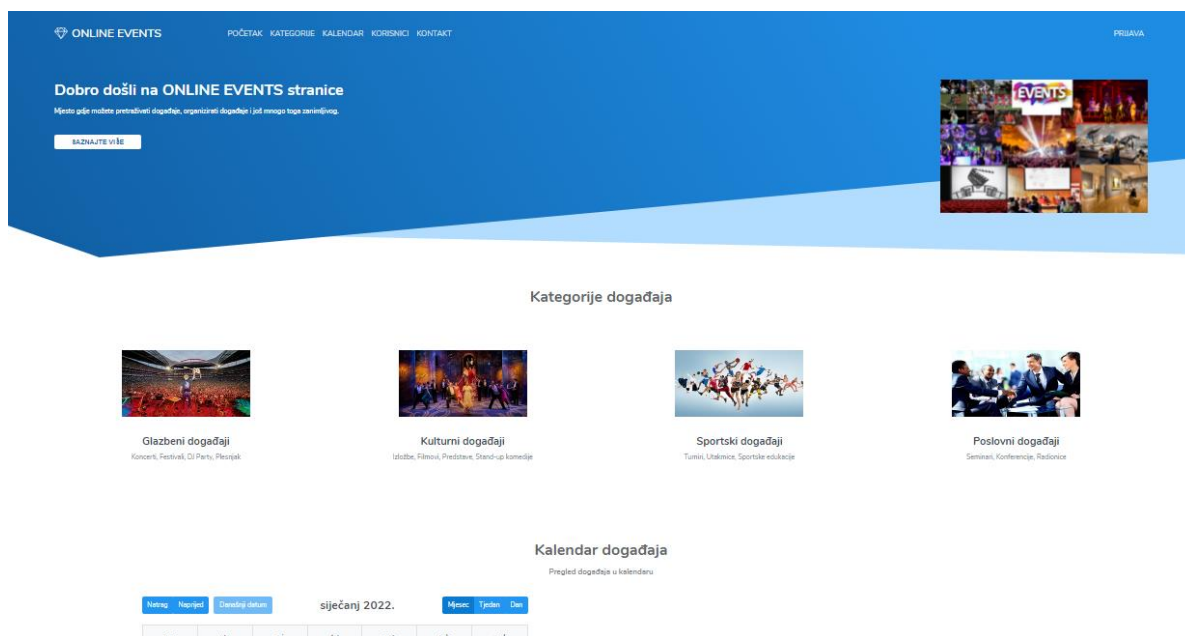 ONLINE EVENTS
POČETAK KATEGORIJE KALENDAR KORISNICI KONTAKT
PRIJAVA
Dobro došli na ONLINE EVENTS stranice
Mjesto gdje možete pretraživati događaje, organizirati događaje i još mnogo toga zanimljivog.
SAZNAJTE VIŠE
EVENTS
Kategorije događaja
Glazbeni događaji
Koncerti, Festivali, DJ Party, Plesnjak
Kulturni događaji
Izložbe, Filmovi, Predstave, Stand-up komedije
Sportski događaji
Turniri, Utakmice, Sportske edukacije
Poslovni događaji
Seminari, Konferencije, Radionice
Kalendar događaja
Pregled događaja u kalendaru
Natrag Naprijed Današnji datum siječanj 2022. Mjesec Tjedan Dan